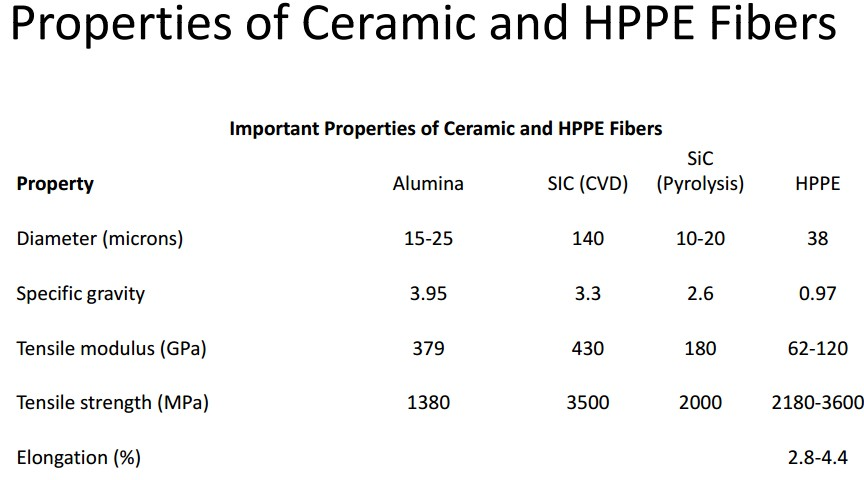 Properties of Ceramic and HPPE Fibers
Important Properties of Ceramic and HPPE Fibers
SiC
Property Alumina SIC (CVD) (Pyrolysis) HPPE
Diameter (microns) 15-25 140 10-20 38
Specific gravity 3.95 3.3 2.6 0.97
Tensile modulus (GPa) 379 430 180 62-120
Tensile strength (MPa) 1380 3500 2000 2180-3600
Elongation (%) 2.8-4.4